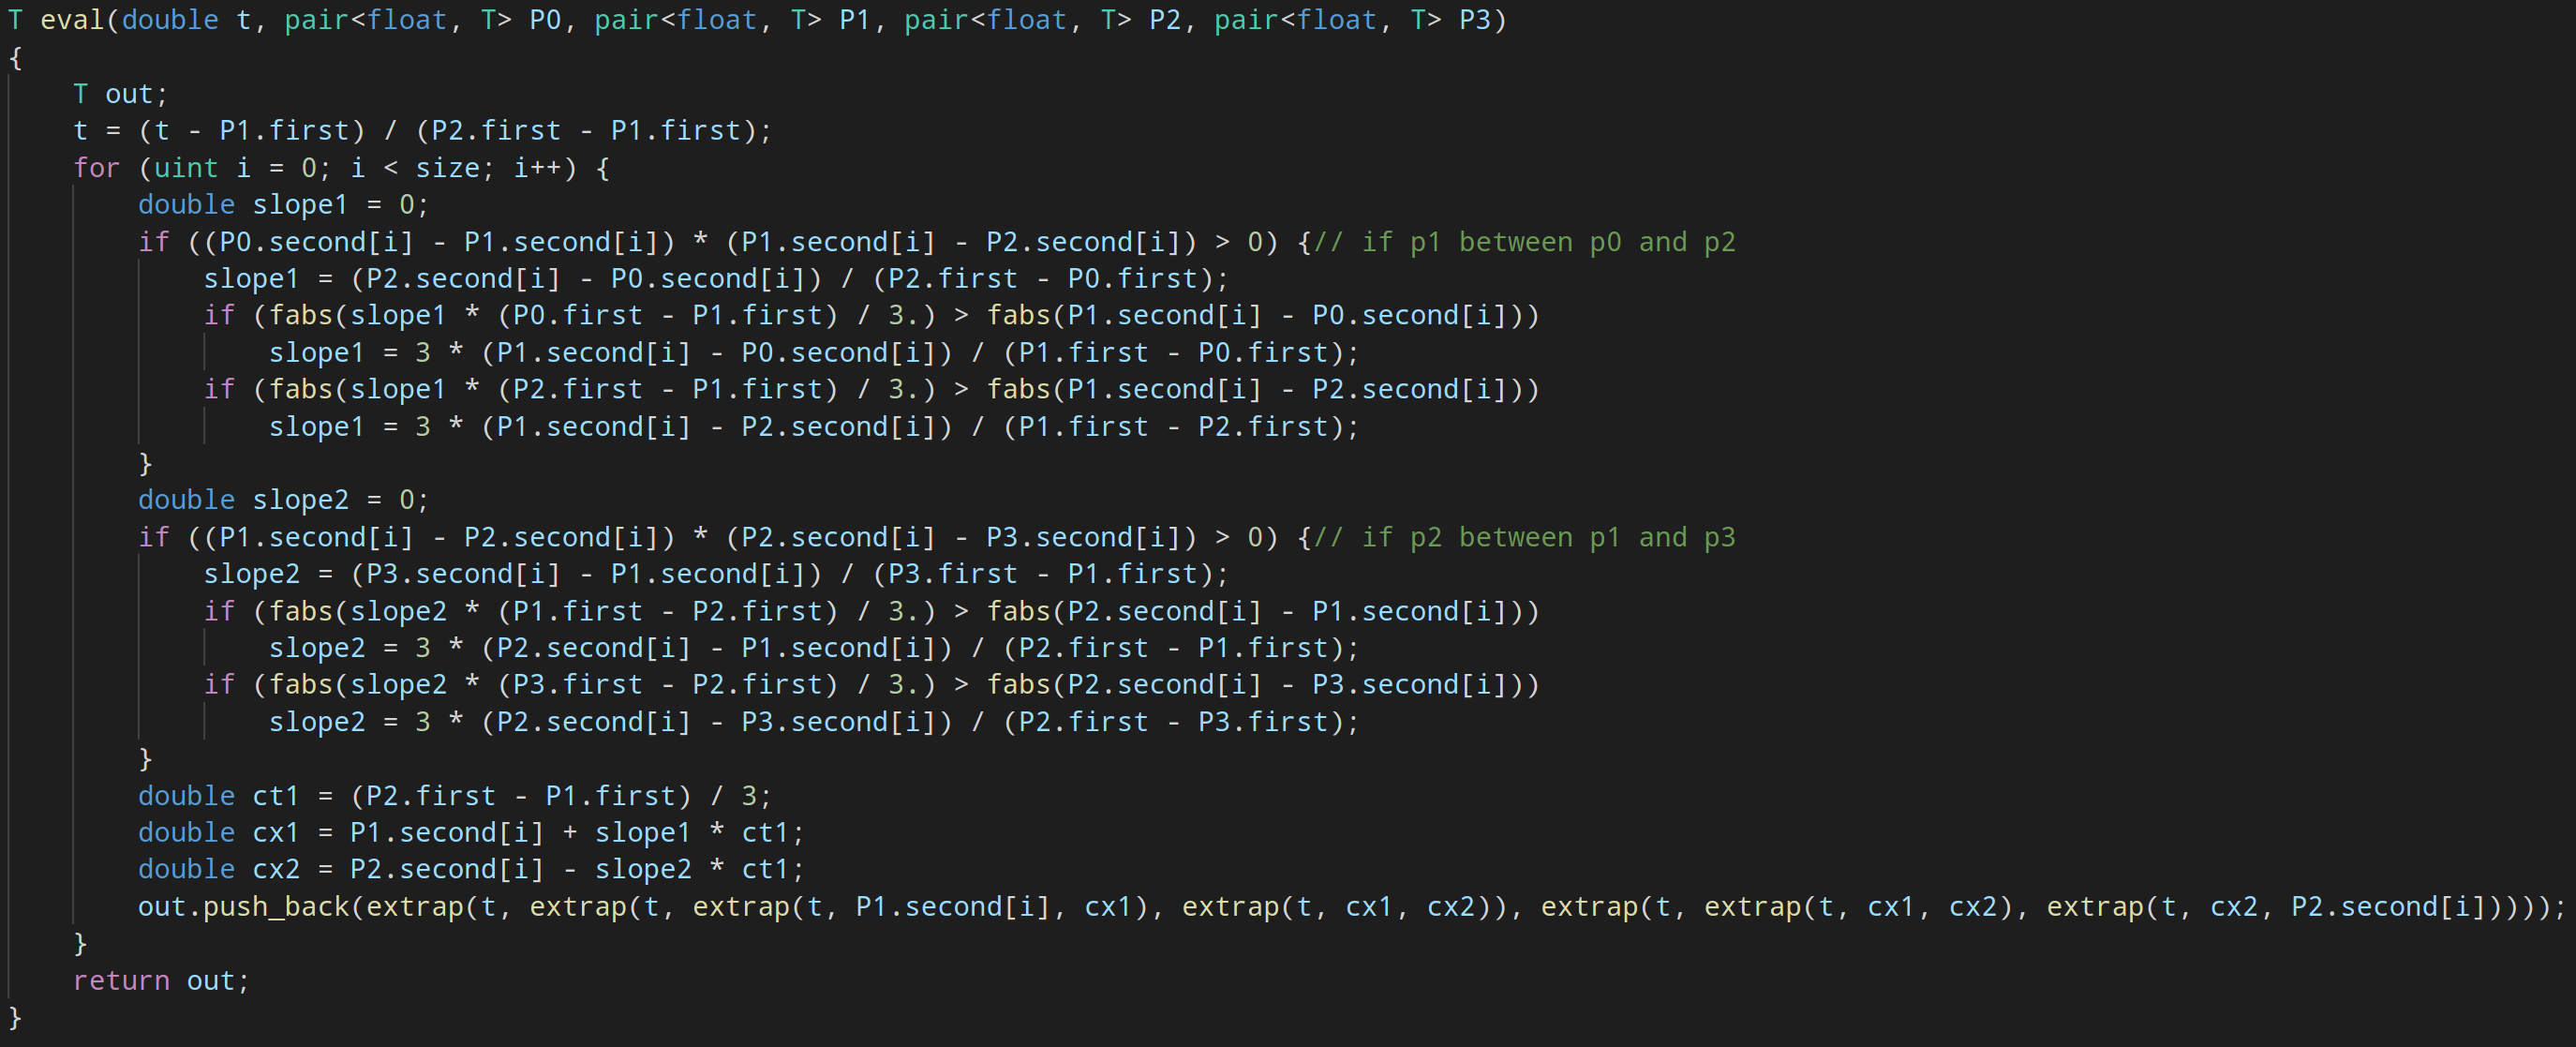 T eval(double t, pair<float, T> P0, pair<float, T> P1, pair<float, T> P2, pair<float, T> P3)
{
    T out;
    t = (t - P1.first) / (P2.first - P1.first);
    for (uint i = 0; i < size; i++) {
        double slope1 = 0;
        if ((P0.second[i] - P1.second[i]) * (P1.second[i] - P2.second[i]) > 0) {// if p1 between p0 and p2
            slope1 = (P2.second[i] - P0.second[i]) / (P2.first - P0.first);
            if (fabs(slope1 * (P0.first - P1.first) / 3.) > fabs(P1.second[i] - P0.second[i]))
                slope1 = 3 * (P1.second[i] - P0.second[i]) / (P1.first - P0.first);
            if (fabs(slope1 * (P2.first - P1.first) / 3.) > fabs(P1.second[i] - P2.second[i]))
                slope1 = 3 * (P1.second[i] - P2.second[i]) / (P1.first - P2.first);
        }
        double slope2 = 0;
        if ((P1.second[i] - P2.second[i]) * (P2.second[i] - P3.second[i]) > 0) {// if p2 between p1 and p3
            slope2 = (P3.second[i] - P1.second[i]) / (P3.first - P1.first);
            if (fabs(slope2 * (P1.first - P2.first) / 3.) > fabs(P2.second[i] - P1.second[i]))
                slope2 = 3 * (P2.second[i] - P1.second[i]) / (P2.first - P1.first);
            if (fabs(slope2 * (P3.first - P2.first) / 3.) > fabs(P2.second[i] - P3.second[i]))
                slope2 = 3 * (P2.second[i] - P3.second[i]) / (P2.first - P3.first);
        }
        double ct1 = (P2.first - P1.first) / 3;
        double cx1 = P1.second[i] + slope1 * ct1;
        double cx2 = P2.second[i] - slope2 * ct1;
        out.push_back(extrap(t, extrap(t, extrap(t, P1.second[i], cx1), extrap(t, cx1, cx2)), extrap(t, extrap(t, cx1, cx2), extrap(t, cx2, P2.second[i]))));
    }
    return out;
}